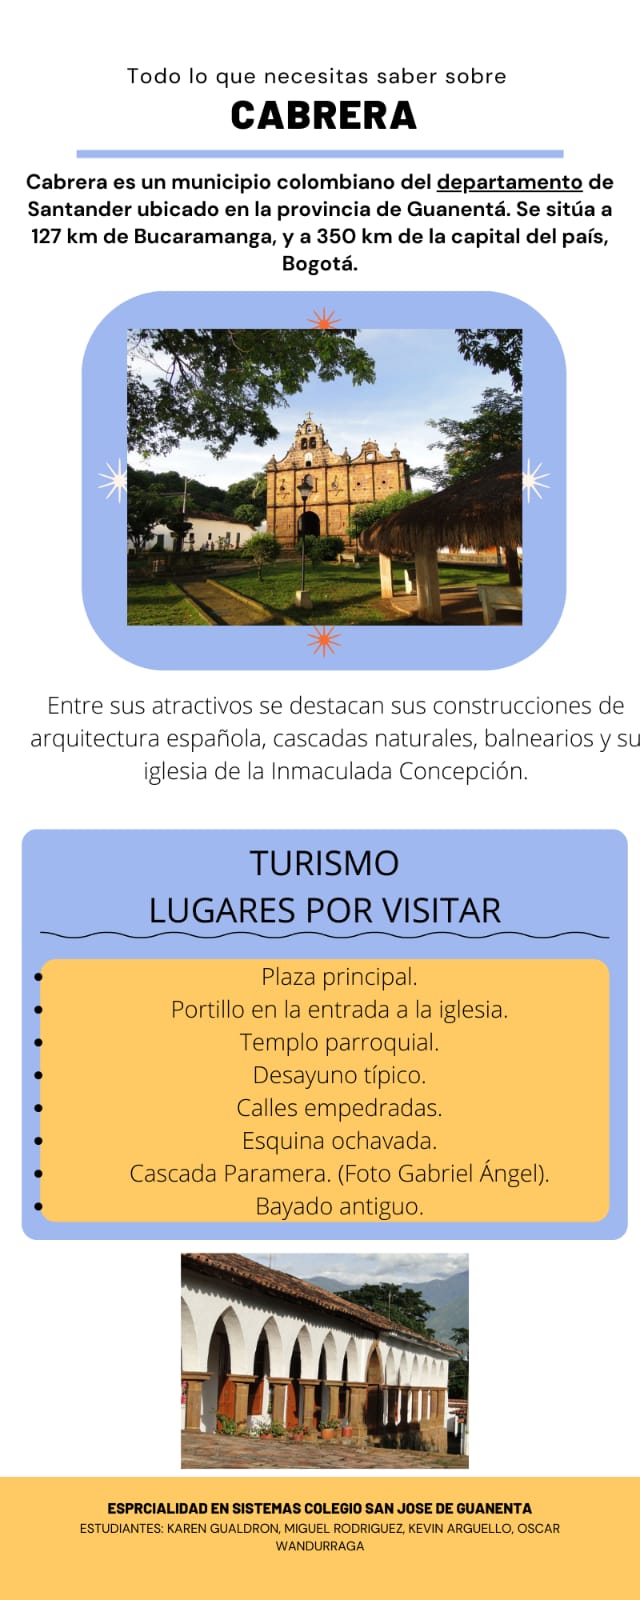 Todo lo que necesitas saber sobre
CABRERA
Cabrera es un municipio colombiano del departamento de
Santander ubicado en la provincia de Guanentá. Se sitúa a
127 km de Bucaramanga, y a 350 km de la capital del país,
Bogotá.
Entre sus atractivos se destacan sus construcciones de
arquitectura española, cascadas naturales, balnearios y su
iglesia de la Inmaculada Concepción.
TURISMO
LUGARES POR VISITAR
Plaza principal.
Portillo en la entrada a la iglesia.
Templo parroquial.
Desayuno típico.
Calles empedradas.
Esquina ochavada.
Cascada Paramera. (Foto Gabriel Ángel).
Bayado antiguo.
ESPRCIALIDAD EN SISTEMAS COLEGIO SAN JOSE DE GUANENTA
ESTUDIANTES: KAREN GUALDRON, MIGUEL RODRIGUEZ, KEVIN ARGUELLO, OSCAR
WANDURRAGA